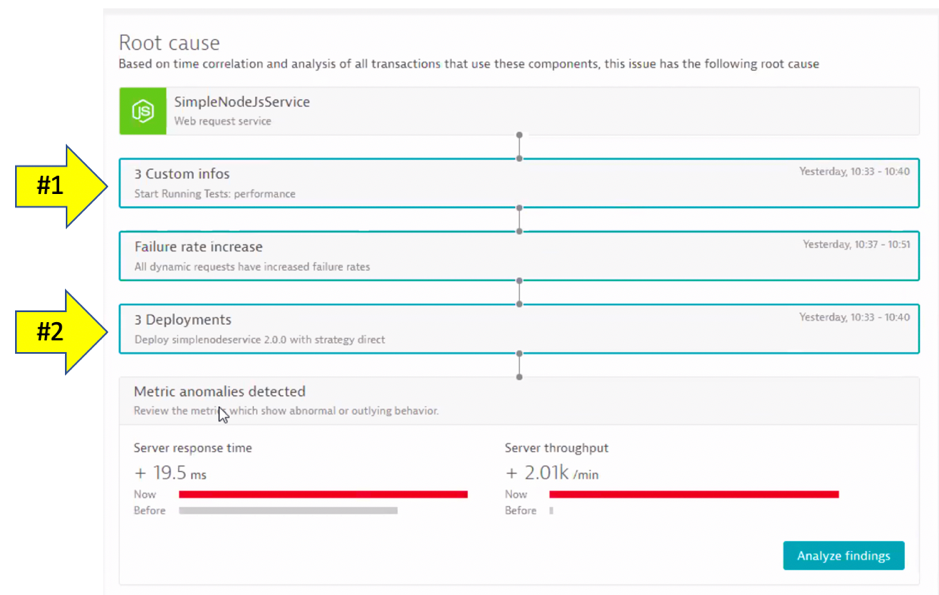 Root cause
Based on time correlation and analysis of all transactions that use these components, this issue has the following root cause
JS
SimpleNodeJsService
Web request service
#1
3 Custom infos
Yesterday, 10:33 - 10:40
Start Running Tests: performance
Failure rate increase
Yesterday, 10:37 - 10:51
All dynamic requests have increased failure rates
#2
3 Deployments
Yesterday, 10:33 - 10:40
Deploy simplenodeservice 2.0.0 with strategy direct
Metric anomalies detected
Review the metrics which show abnormal or outlying behavior.
Server response time
Server throughput
+ 19.5 ms
+ 2.01k /min
Now
Now
Before
Before
Analyze findings